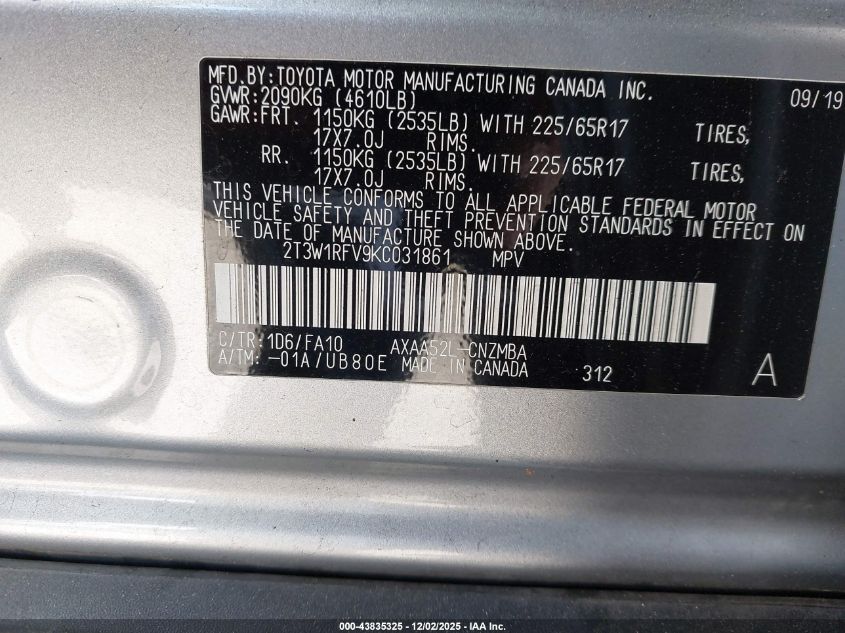 MFD.BY:TOYOTA MOTOR MANUFACTURING CANADA INC. 09/19
GVWR:2090KG (4610LB)
GAWR:FRT. 1150KG (2535LB) WITH 225/65R17 TIRES,
17X7.0J RIMS.
RR. 1150KG (2535LB) WITH 225/65R17 TIRES,
17X7.0J RIMS.
THIS VEHICLE CONFORMS TO ALL APPLICABLE FEDERAL MOTOR
VEHICLE SAFETY AND THEFT PREVENTION STANDARDS IN EFFECT ON
THE DATE OF MANUFACTURE SHOWN ABOVE.
2T3W1RFV9KC031861 MPV
C/TR:1D6/FA10 AXAA52L-CNZMBA
A/TM:-01A/UB80E MADE IN CANADA 312 A
000-43835325 - 12/02/2025 - IAA Inc.